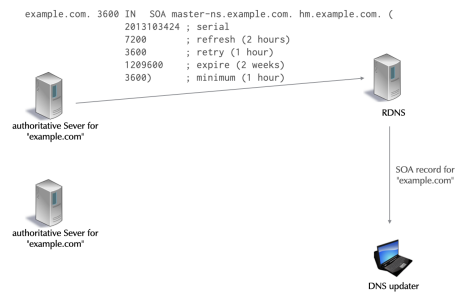 example.com. 3600 IN SOA master-ns.example.com. hm.example.com. (
2013103424 ; serial
7200 ; refresh (2 hours)
3600 ; retry (1 hour)
1209600 ; expire (2 weeks)
3600) ; minimum (1 hour)
authoritative Sever for
"example.com"
RDNS
SOA record for
"example.com"
authoritative Sever for
"example.com"
DNS updater